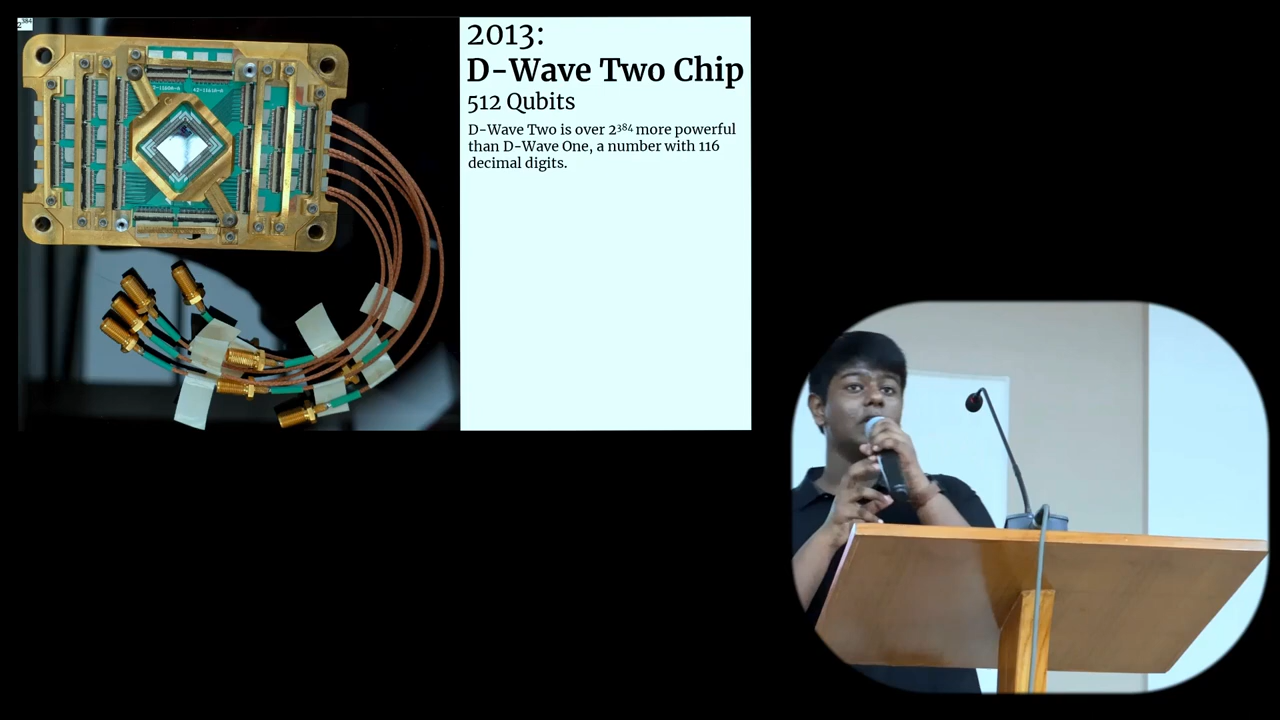 2³⁸⁴
2013:
D-Wave Two Chip
512 Qubits
D-Wave Two is over 2³⁸⁴ more powerful
than D-Wave One, a number with 116
decimal digits.